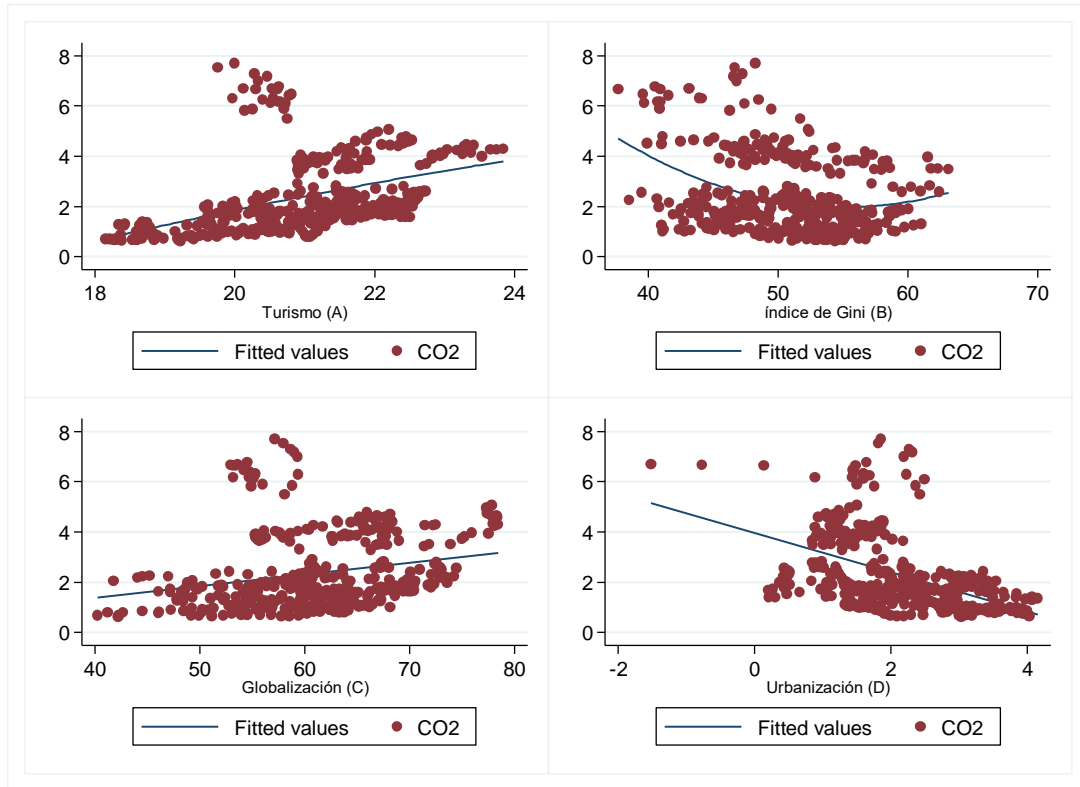 8
6
4
2
0
18 20 22 24
Turismo (A)
Fitted values CO2
8
6
4
2
0
40 50 60 70
índice de Gini (B)
Fitted values CO2
8
6
4
2
0
40 50 60 70 80
Globalización (C)
Fitted values CO2
8
6
4
2
0
-2 0 2 4
Urbanización (D)
Fitted values CO2